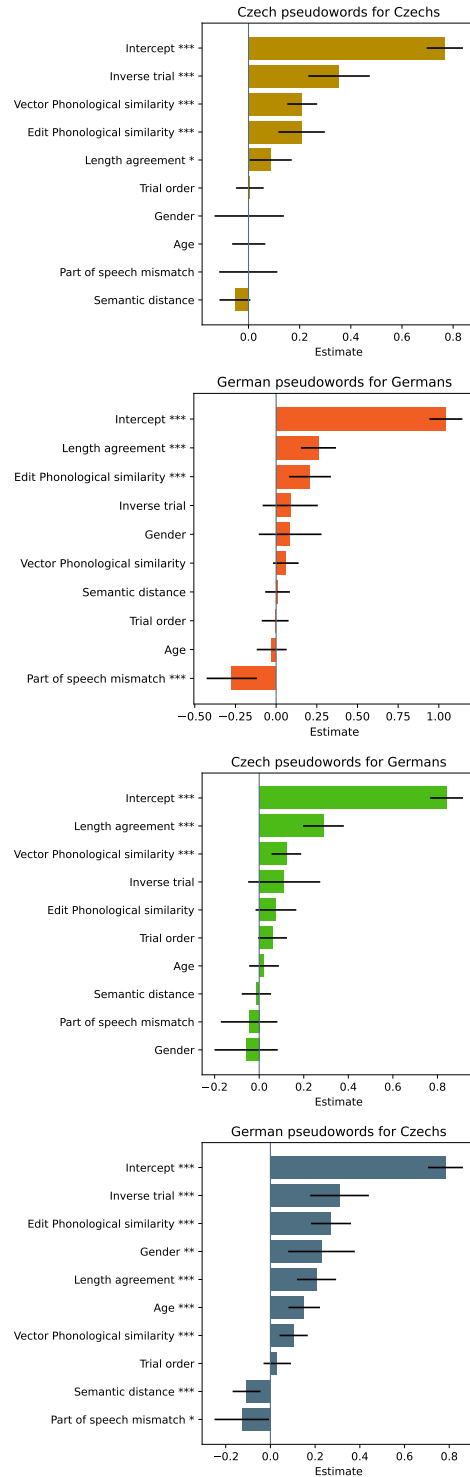 Czech pseudowords for Czechs
Intercept ***
Inverse trial ***
Vector Phonological similarity ***
Edit Phonological similarity ***
Length agreement *
Trial order
Gender
Age
Part of speech mismatch
Semantic distance
0.0 0.2 0.4 0.6 0.8
Estimate
German pseudowords for Germans
Intercept ***
Length agreement ***
Edit Phonological similarity ***
Inverse trial
Gender
Vector Phonological similarity
Semantic distance
Trial order
Age
Part of speech mismatch ***
−0.50 −0.25 0.00 0.25 0.50 0.75 1.00
Estimate
Czech pseudowords for Germans
Intercept ***
Length agreement ***
Vector Phonological similarity ***
Inverse trial
Edit Phonological similarity
Trial order
Age
Semantic distance
Part of speech mismatch
Gender
−0.2 0.0 0.2 0.4 0.6 0.8
Estimate
German pseudowords for Czechs
Intercept ***
Inverse trial ***
Edit Phonological similarity ***
Gender **
Length agreement ***
Age ***
Vector Phonological similarity ***
Trial order
Semantic distance ***
Part of speech mismatch *
−0.2 0.0 0.2 0.4 0.6 0.8
Estimate